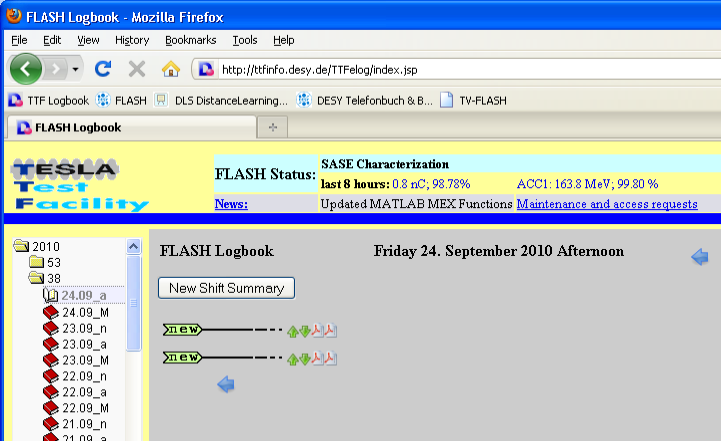 FLASH Logbook - Mozilla Firefox
File Edit View History Bookmarks Tools Help
http://ttfinfo.desy.de/TTFelog/index.jsp
TTF Logbook FLASH DLS DistanceLearning... DESY Telefonbuch & B... TV-FLASH
FLASH Logbook
TESLA
Test
Facility
FLASH Status:
SASE Characterization
last 8 hours: 0.8 nC; 98.78% ACC1: 163.8 MeV; 99.80 %
News: Updated MATLAB MEX Functions Maintenance and access requests
2010
53
38
24.09_a
24.09_M
23.09_n
23.09_a
23.09_M
22.09_n
22.09_a
22.09_M
21.09_n
21.09_a
FLASH Logbook Friday 24. September 2010 Afternoon
New Shift Summary
new
new